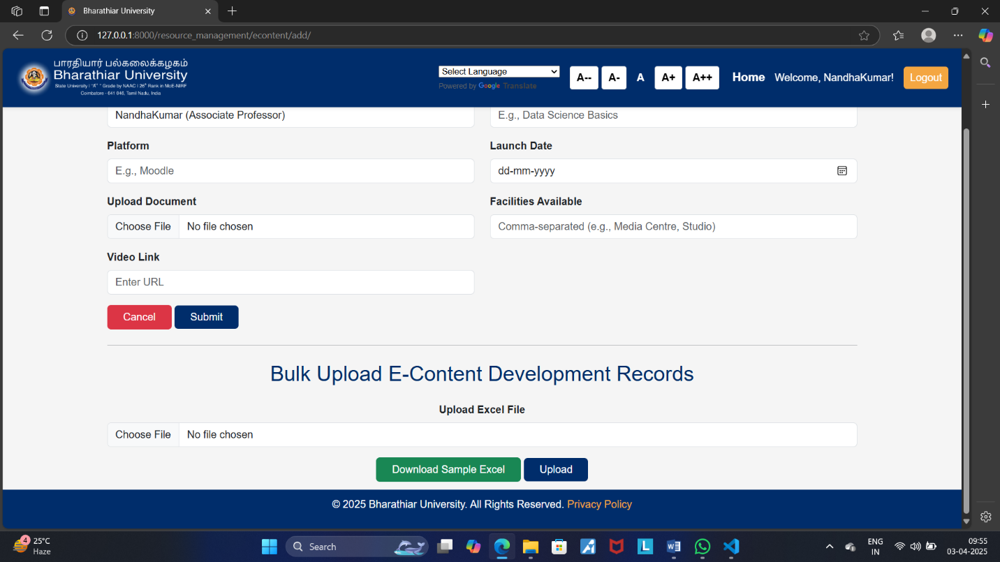 Bharathiar University
127.0.0.1:8000/resource_management/econtent/add/
பாரதியார் பல்கலைக்கழகம்
Bharathiar University
State University | "A++" Grade by NAAC | 26th Rank in MoE-NIRF
Coimbatore - 641 046, Tamil Nadu, India
Select Language
Powered by Google Translate
A-- A- A A+ A++ Home Welcome, NandhaKumar! Logout
NandhaKumar (Associate Professor)
E.g., Data Science Basics
Platform
Launch Date
E.g., Moodle
dd-mm-yyyy
Upload Document
Facilities Available
Choose File No file chosen
Comma-separated (e.g., Media Centre, Studio)
Video Link
Enter URL
Cancel Submit
Bulk Upload E-Content Development Records
Upload Excel File
Choose File No file chosen
Download Sample Excel Upload
© 2025 Bharathiar University. All Rights Reserved. Privacy Policy
4
25°C
Haze
Search
L
W
ENG
IN
09:55
03-04-2025